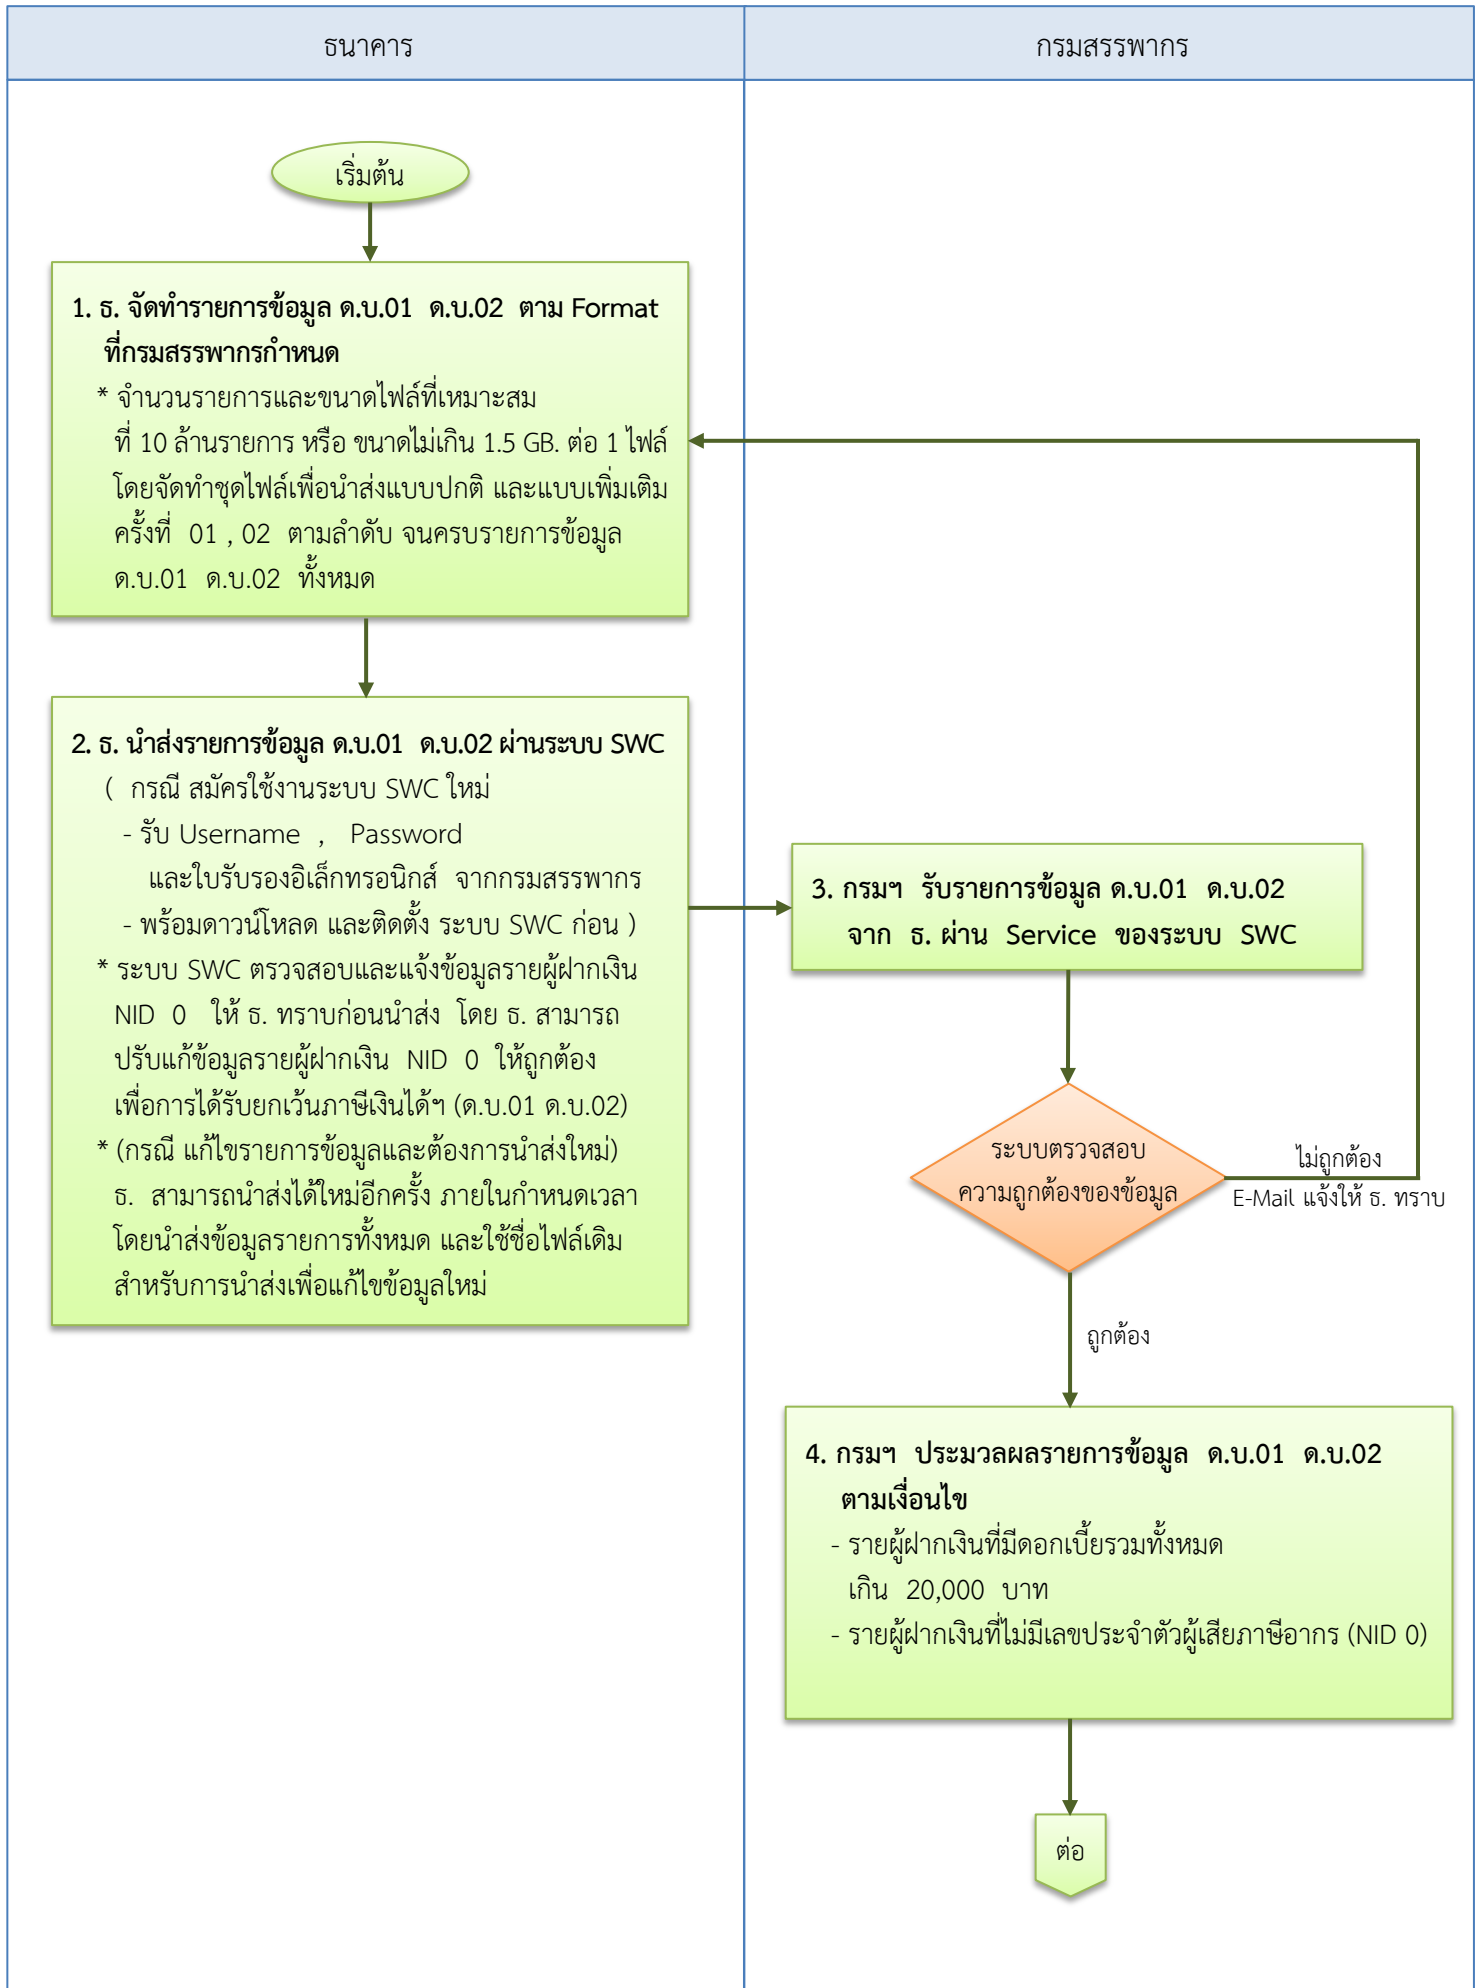 ธนาคาร
กรมสรรพากร
เริ่มต้น
1. ธ. จัดทำรายการข้อมูล ด.บ.01 ด.บ.02 ตาม Format
ที่กรมสรรพากรกำหนด
* จำนวนรายการและขนาดไฟล์ที่เหมาะสม
ที่ 10 ล้านรายการ หรือ ขนาดไม่เกิน 1.5 GB. ต่อ 1 ไฟล์
โดยจัดทำชุดไฟล์เพื่อนำส่งแบบปกติ และแบบเพิ่มเติม
ครั้งที่ 01 , 02 ตามลำดับ จนครบรายการข้อมูล
ด.บ.01 ด.บ.02 ทั้งหมด
2. ธ. นำส่งรายการข้อมูล ด.บ.01 ด.บ.02 ผ่านระบบ SWC
( กรณี สมัครใช้งานระบบ SWC ใหม่
- รับ Username , Password
และใบรับรองอิเล็กทรอนิกส์ จากกรมสรรพากร
- พร้อมดาวน์โหลด และติดตั้ง ระบบ SWC ก่อน )
* ระบบ SWC ตรวจสอบและแจ้งข้อมูลรายผู้ฝากเงิน
NID 0 ให้ ธ. ทราบก่อนนำส่ง โดย ธ. สามารถ
ปรับแก้ข้อมูลรายผู้ฝากเงิน NID 0 ให้ถูกต้อง
เพื่อการได้รับยกเว้นภาษีเงินได้ฯ (ด.บ.01 ด.บ.02)
* (กรณี แก้ไขรายการข้อมูลและต้องการนำส่งใหม่)
ธ. สามารถนำส่งได้ใหม่อีกครั้ง ภายในกำหนดเวลา
โดยนำส่งข้อมูลรายการทั้งหมด และใช้ชื่อไฟล์เดิม
สำหรับการนำส่งเพื่อแก้ไขข้อมูลใหม่
3. กรมฯ รับรายการข้อมูล ด.บ.01 ด.บ.02
จาก ธ. ผ่าน Service ของระบบ SWC
ระบบตรวจสอบ
ความถูกต้องของข้อมูล
ไม่ถูกต้อง
E-Mail แจ้งให้ ธ. ทราบ
ถูกต้อง
4. กรมฯ ประมวลผลรายการข้อมูล ด.บ.01 ด.บ.02
ตามเงื่อนไข
- รายผู้ฝากเงินที่มีดอกเบี้ยรวมทั้งหมด
เกิน 20,000 บาท
- รายผู้ฝากเงินที่ไม่มีเลขประจำตัวผู้เสียภาษีอากร (NID 0)
ต่อ